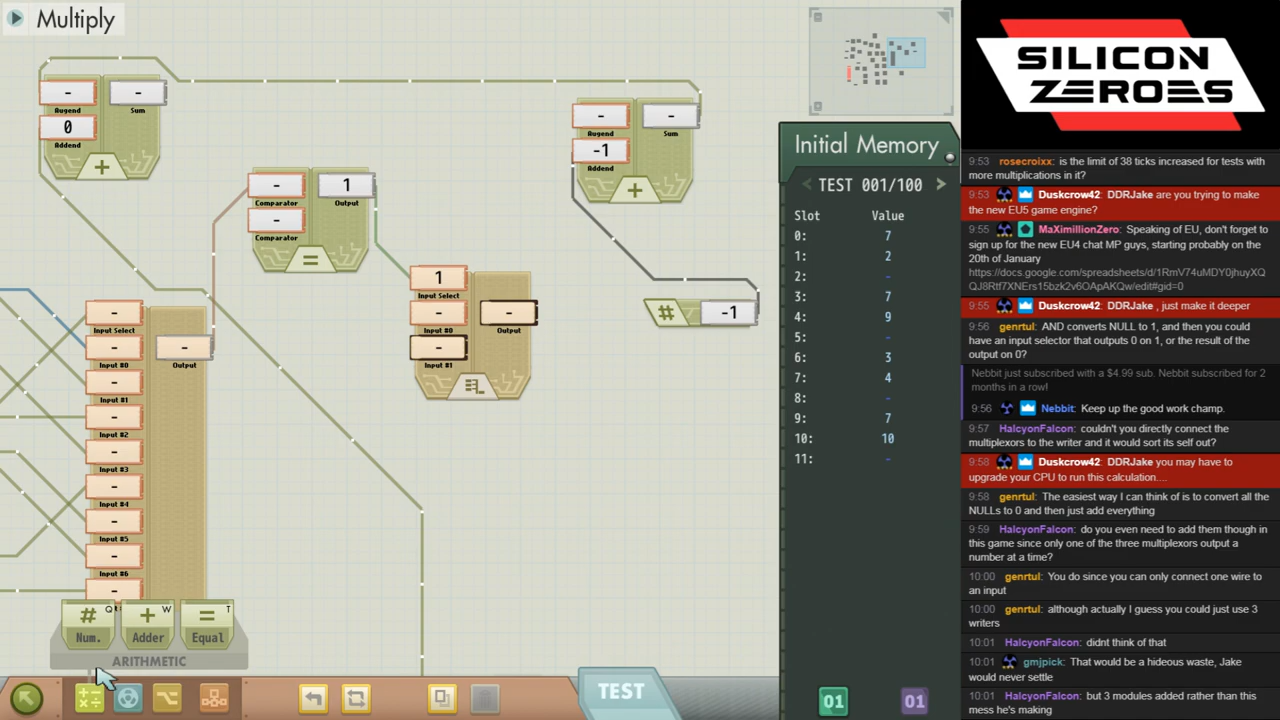 Multiply
SILICON
ZEROES
-
-
Augend
Sum
0
Addend
+
-
-
Augend
Sum
-1
Addend
+
-
1
Comparator
Output
-
Comparator
=
1
Input Select
-
-
Input #0
Output
-
Input #1
#
-1
-
Input Select
-
-
Input #0
Output
-
Input #1
-
Input #2
-
Input #3
-
Input #4
-
Input #5
-
Input #6
-
# Q
Num.
+ W
Adder
= T
Equal
ARITHMETIC
TEST
01
01
Initial Memory
< TEST 001/100 >
Slot Value
0: 7
1: 2
2: -
3: 7
4: 9
5: -
6: 3
7: 4
8: -
9: 7
10: 10
11: -
9:53 rosecroixx: is the limit of 38 ticks increased for tests with
more multiplications in it?
9:53 Duskcrow42: DDRJake are you trying to make
the new EU5 game engine?
9:55 MaXimillionZero: Speaking of EU, don't forget to
sign up for the new EU4 chat MP guys, starting probably on the
20th of January
https://docs.google.com/spreadsheets/d/1RmV74uMDY0jhuyXQ
QJ8Rtf7XNErs15bzk2v6OApAKQw/edit#gid=0
9:55 Duskcrow42: DDRJake , just make it deeper
9:56 genrtul: AND converts NULL to 1, and then you could
have an input selector that outputs 0 on 1, or the result of the
output on 0?
Nebbit just subscribed with a $4.99 sub. Nebbit subscribed for 2
months in a row!
9:56 Nebbit: Keep up the good work champ.
9:57 HalcyonFalcon: couldn't you directly connect the
multiplexors to the writer and it would sort its self out?
9:58 Duskcrow42: DDRJake you may have to
upgrade your CPU to run this calculation....
9:58 genrtul: The easiest way I can think of is to convert all the
NULLs to 0 and then just add everything
9:59 HalcyonFalcon: do you even need to add them though in
this game since only one of the three multiplexors output a
number at a time?
10:00 genrtul: You do since you can only connect one wire to
an input
10:00 genrtul: although actually I guess you could just use 3
writers
10:01 HalcyonFalcon: didnt think of that
10:01 gmjpick: That would be a hideous waste, Jake
would never settle
10:01 HalcyonFalcon: but 3 modules added rather than this
mess he's making